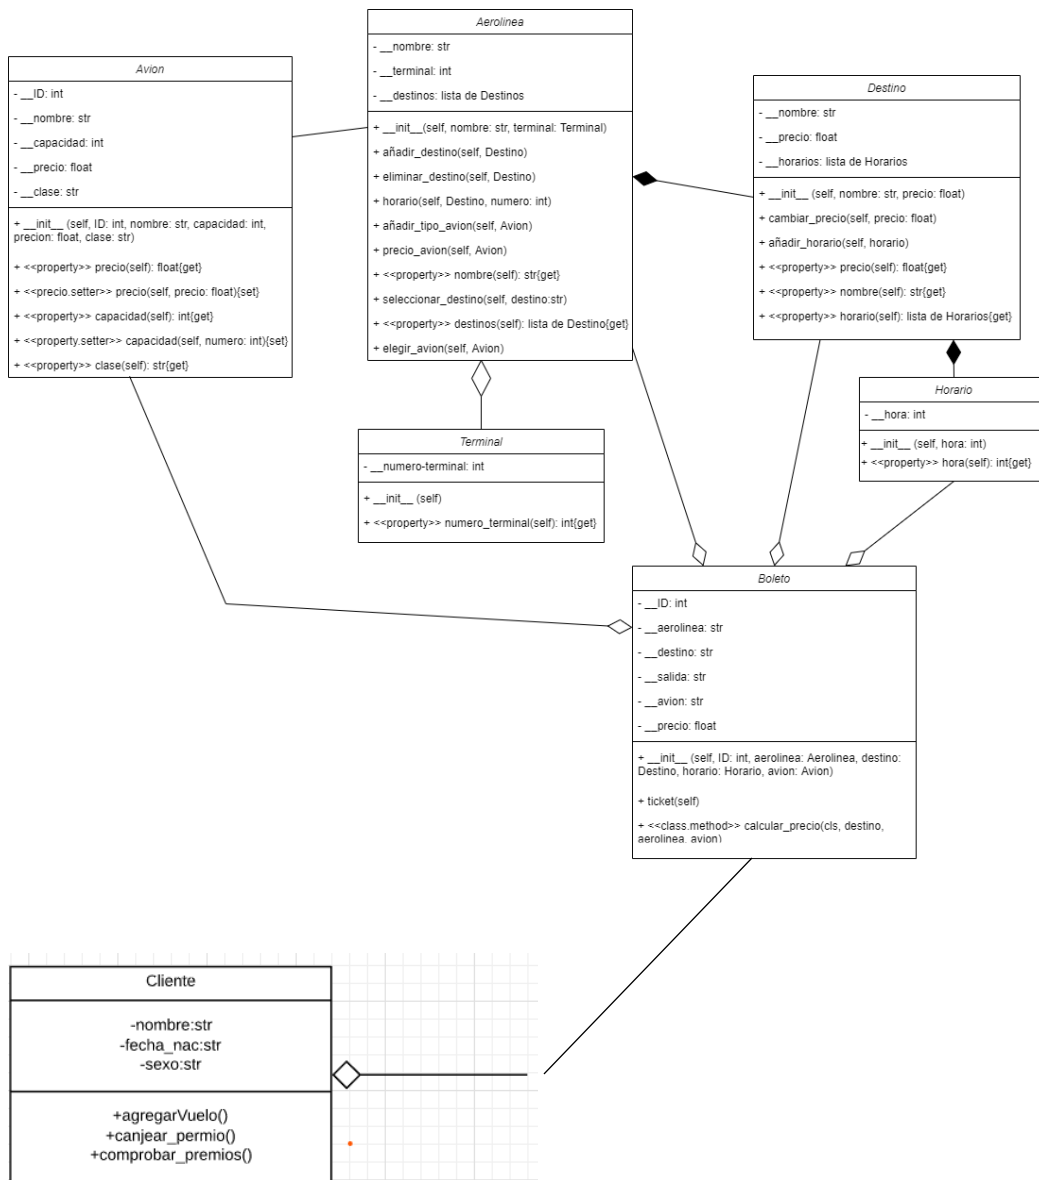 Aerolinea
- __nombre: str
- __terminal: int
- __destinos: lista de Destinos
+ __init__(self, nombre: str, terminal: Terminal)
+ añadir_destino(self, Destino)
+ eliminar_destino(self, Destino)
+ horario(self, Destino, numero: int)
+ añadir_tipo_avion(self, Avion)
+ precio_avion(self, Avion)
+ <<property>> nombre(self): str{get}
+ seleccionar_destino(self, destino:str)
+ <<property>> destinos(self): lista de Destino{get}
+ elegir_avion(self, Avion)
Avion
- __ID: int
- __nombre: str
- __capacidad: int
- __precio: float
- __clase: str
+ __init__ (self, ID: int, nombre: str, capacidad: int,
precion: float, clase: str)
+ <<property>> precio(self): float{get}
+ <<precio.setter>> precio(self, precio: float){set}
+ <<property>> capacidad(self): int{get}
+ <<property.setter>> capacidad(self, numero: int){set}
+ <<property>> clase(self): str{get}
Destino
- __nombre: str
- __precio: float
- __horarios: lista de Horarios
+ __init__ (self, nombre: str, precio: float)
+ cambiar_precio(self, precio: float)
+ añadir_horario(self, horario)
+ <<property>> precio(self): float{get}
+ <<property>> nombre(self): str{get}
+ <<property>> horario(self): lista de Horarios{get}
Horario
- __hora: int
+ __init__ (self, hora: int)
+ <<property>> hora(self): int{get}
Terminal
- __numero-terminal: int
+ __init__ (self)
+ <<property>> numero_terminal(self): int{get}
Boleto
- __ID: int
- __aerolinea: str
- __destino: str
- __salida: str
- __avion: str
- __precio: float
+ __init__ (self, ID: int, aerolinea: Aerolinea, destino:
Destino, horario: Horario, avion: Avion)
+ ticket(self)
+ <<class.method>> calcular_precio(cls, destino,
aerolinea, avion)
Cliente
-nombre:str
-fecha_nac:str
-sexo:str
+agregarVuelo()
+canjear_permio()
+comprobar_premios()